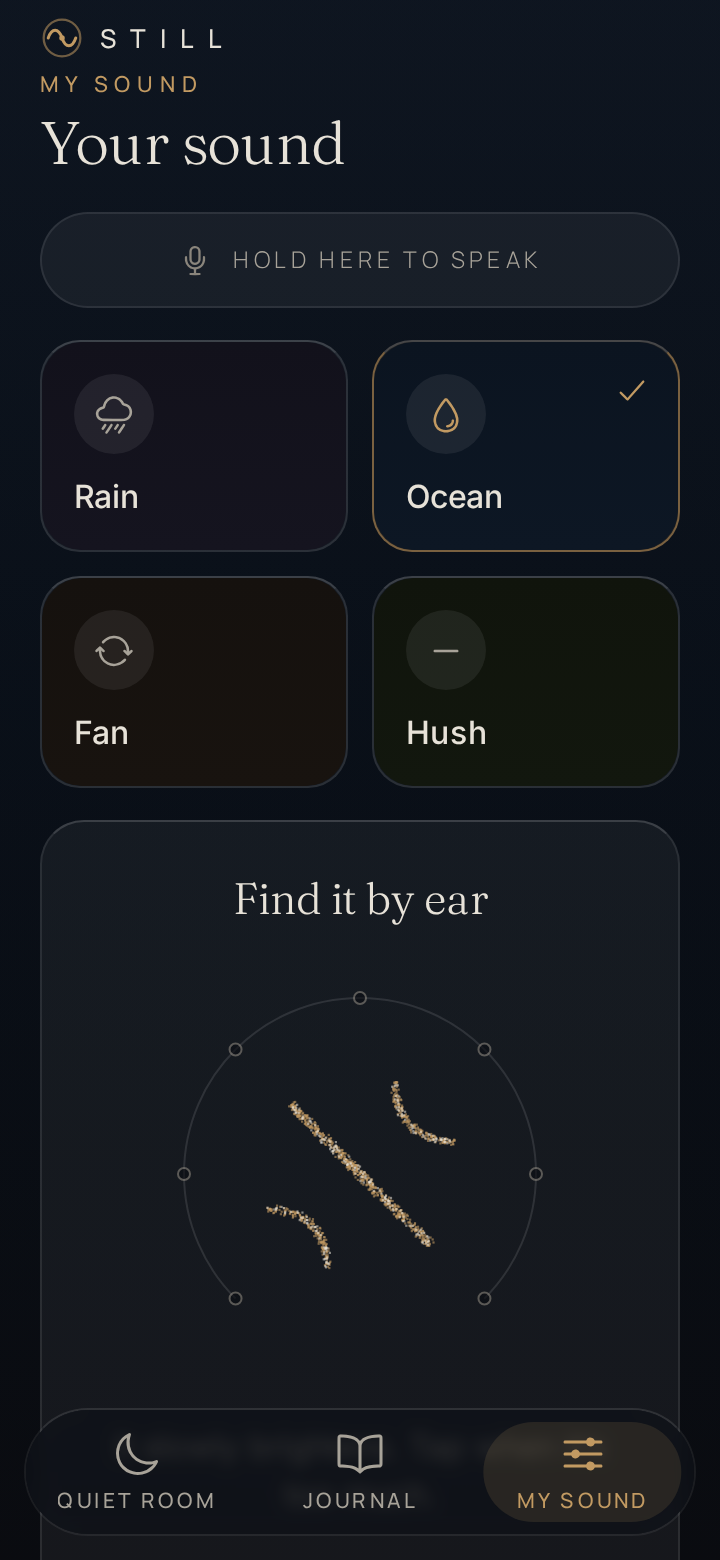 STILL
MY SOUND
Your sound
HOLD HERE TO SPEAK
Rain
Ocean
Fan
Hush
Find it by ear
QUIET ROOM
JOURNAL
MY SOUND